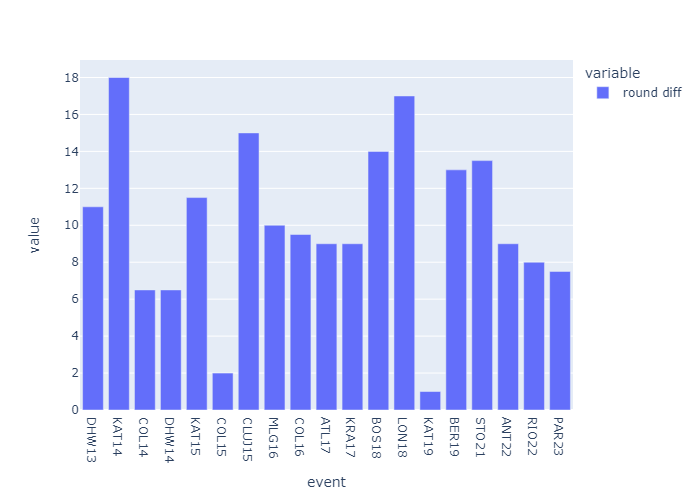 variable
round diff
value
18
16
14
12
10
8
6
4
2
0
DHW13
KAT14
COL14
DHW14
KAT15
COL15
CLUJ15
MLG16
COL16
ATL17
KRA17
BOS18
LON18
KAT19
BER19
STO21
ANT22
RIO22
PAR23
event